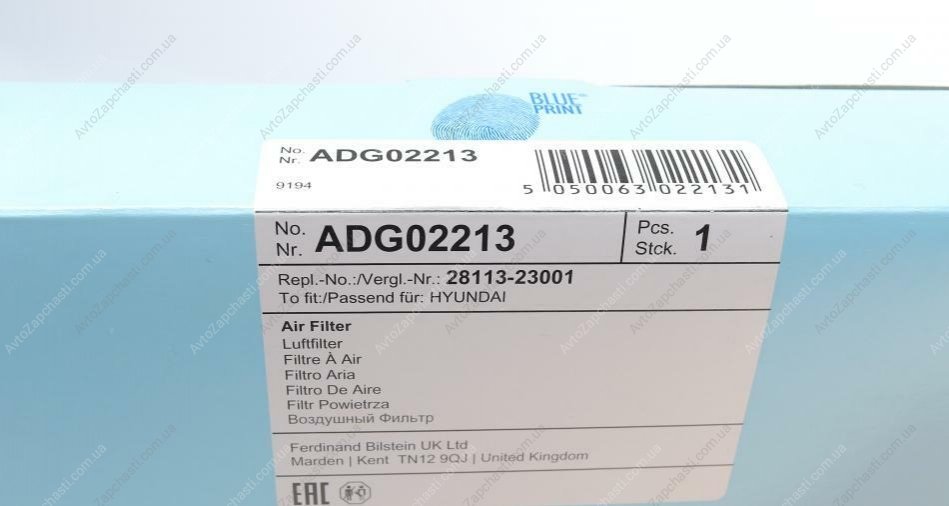 BLUE
PRINT
No.
Nr. ADG02213
9194
5 050063 022131
No.
Nr. ADG02213
Pcs.
Stck. 1
Repl.-No.:/Vergl.-Nr.: 28113-23001
To fit:/Passend für: HYUNDAI
Air Filter
Luftfilter
Filtre À Air
Filtro Aria
Filtro De Aire
Filtr Powietrza
Воздушный Фильтр
Ferdinand Bilstein UK Ltd
Marden | Kent TN12 9QJ | United Kingdom
EAC
AvtoZapchasti.com.ua